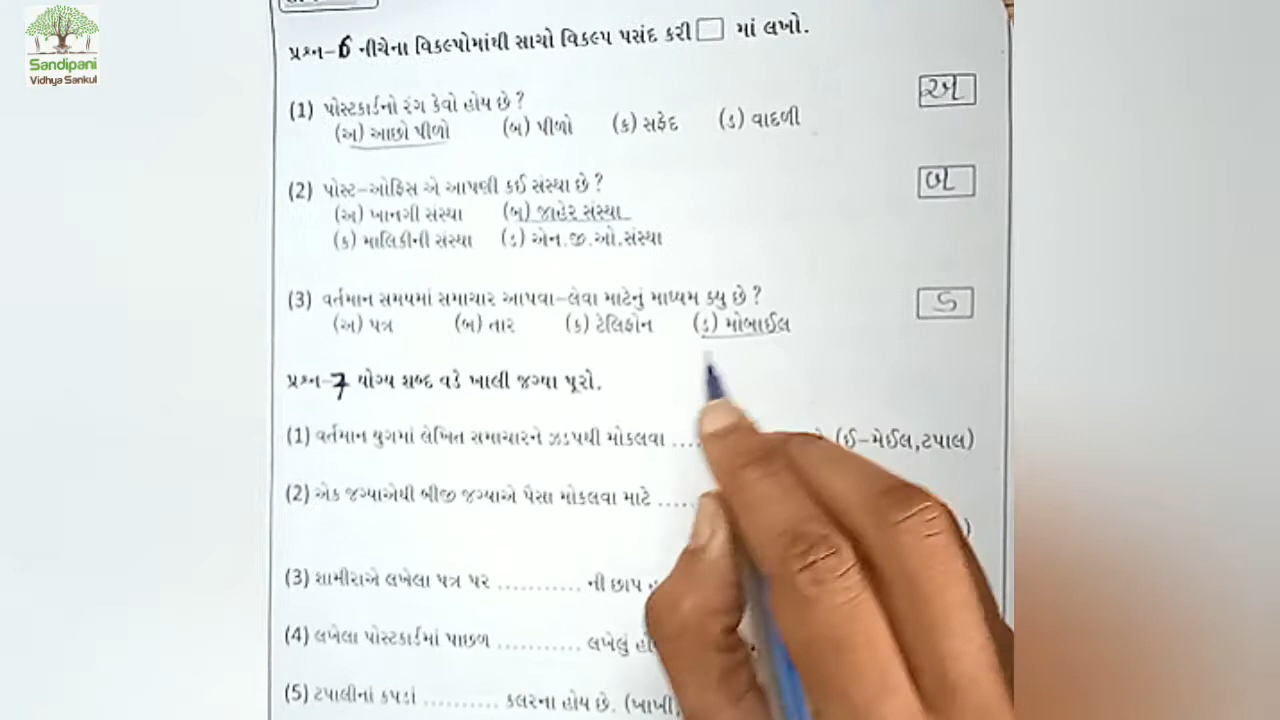 Sandipani
Vidhya Sankul
પ્રશ્ન-6 નીચેના વિકલ્પોમાંથી સાચો વિકલ્પ પસંદ કરી માં લખો.
(1) પોસ્ટકાર્ડનો રંગ કેવો હોય છે? અ
(અ) આછો પીળો (બ) પીળો (ક) સફેદ (ડ) વાદળી
(2) પોસ્ટ-ઓફિસ એ આપણી કઈ સંસ્થા છે? બ
(અ) ખાનગી સંસ્થા (બ) જાહેર સંસ્થા
(ક) માલિકીની સંસ્થા (ડ) એન.જી.ઓ.સંસ્થા
(3) વર્તમાન સમયમાં સમાચાર આપવા-લેવા માટેનું માધ્યમ ક્યુ છે? ડ
(અ) પત્ર (બ) તાર (ક) ટેલિફોન (ડ) મોબાઈલ
પ્રશ્ન-7 યોગ્ય શબ્દ વડે ખાલી જગ્યા પૂરો.
(1) વર્તમાન યુગમાં લેખિત સમાચારને ઝડપથી મોકલવા .... (ઈ-મેઈલ,ટપાલ)
(2) એક જગ્યાએથી બીજી જગ્યાએ પૈસા મોકલવા માટે .....
(3) શામીરાએ લખેલા પત્ર પર ........... ની છાપ
(4) લખેલા પોસ્ટકાર્ડમાં પાછળ ........... લખેલું
(5) ટપાલીનાં કપડાં .......... કલરના હોય છે. (ખાખી,